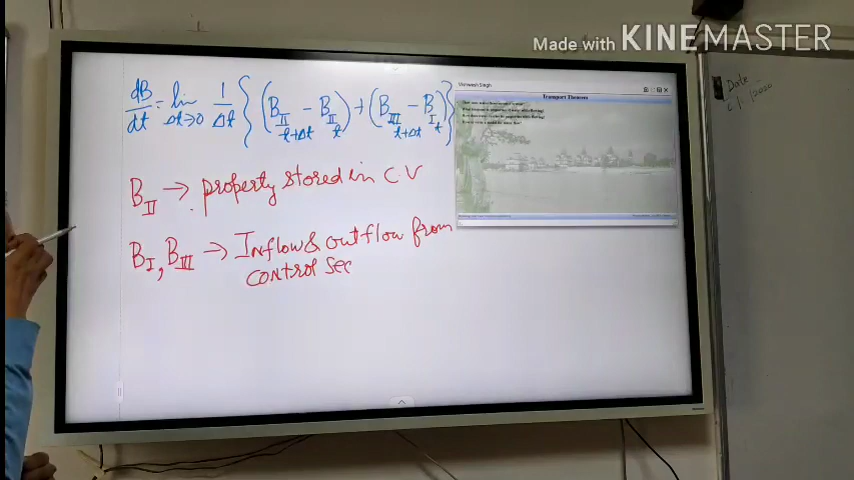 Made with KINEMASTER
dB/dt = lim Δt→0 1/Δt { (B_II t+Δt − B_II t) + (B_III t+Δt − B_I t) }
B_II → property stored in C.V
B_I, B_III → Inflow & outflow from
control sec
Transport Theorem
Date